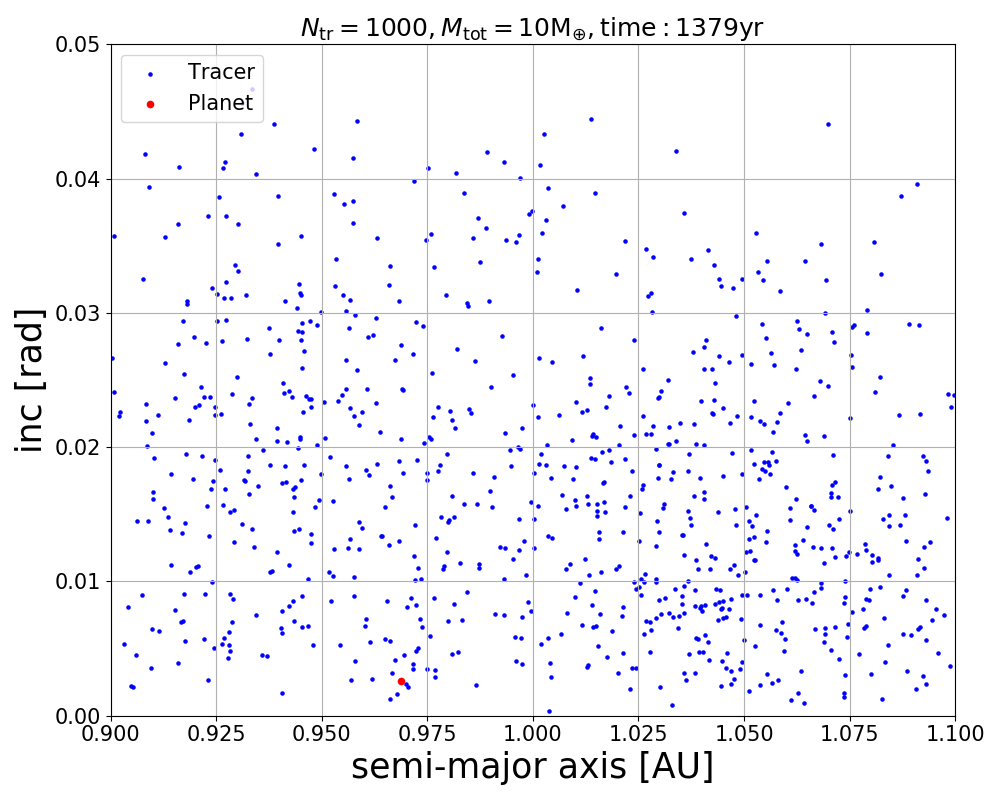 N_tr = 1000, M_tot = 10M_⊕, time : 1379yr
0.05
Tracer
Planet
0.04
0.03
inc [rad]
0.02
0.01
0.00
0.900 0.925 0.950 0.975 1.000 1.025 1.050 1.075 1.100
semi-major axis [AU]